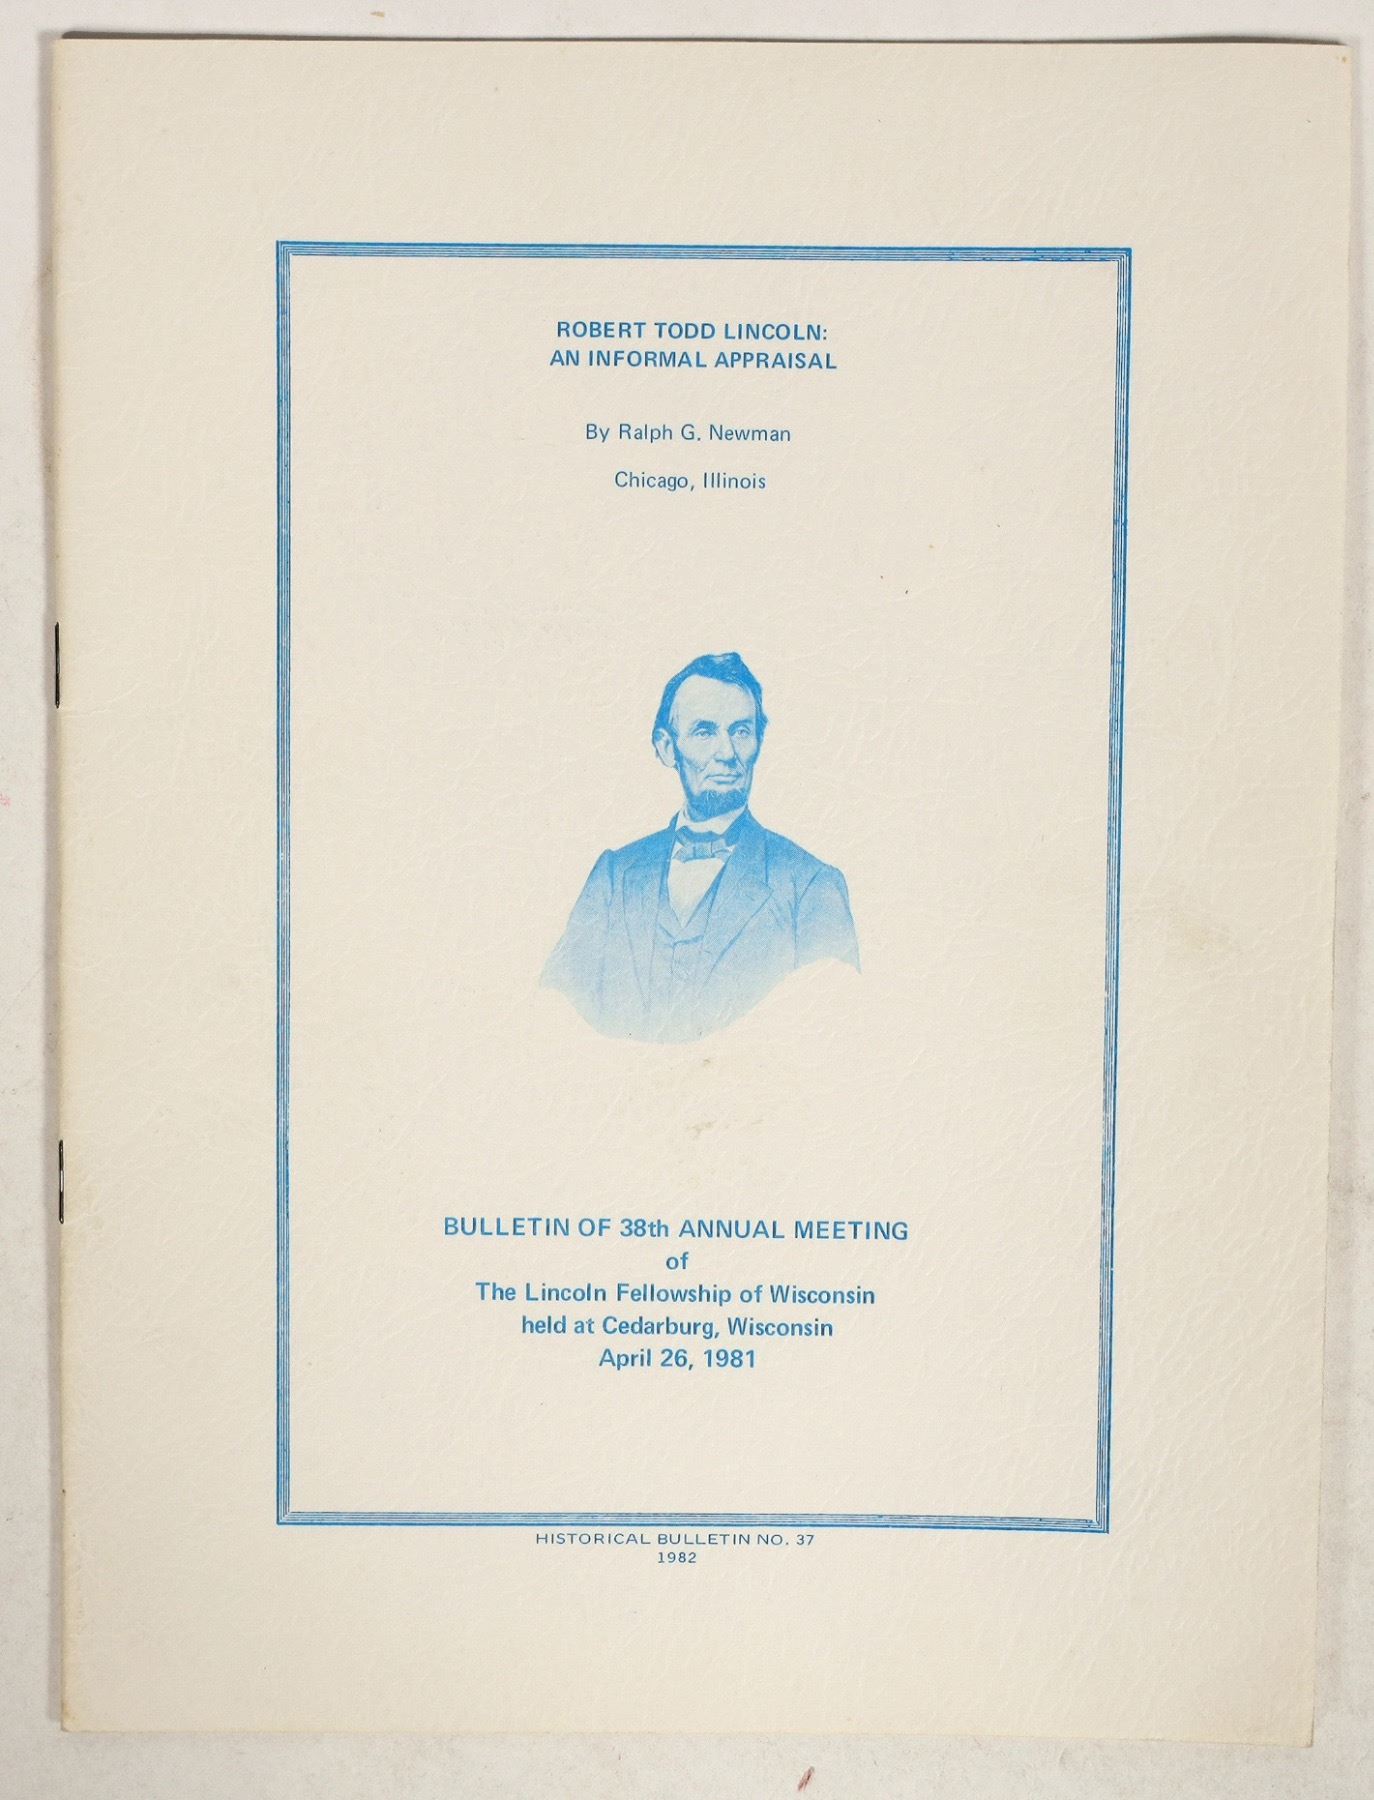 ROBERT TODD LINCOLN:
AN INFORMAL APPRAISAL
By Ralph G. Newman
Chicago, Illinois
BULLETIN OF 38th ANNUAL MEETING
of
The Lincoln Fellowship of Wisconsin
held at Cedarburg, Wisconsin
April 26, 1981
HISTORICAL BULLETIN NO. 37
1982